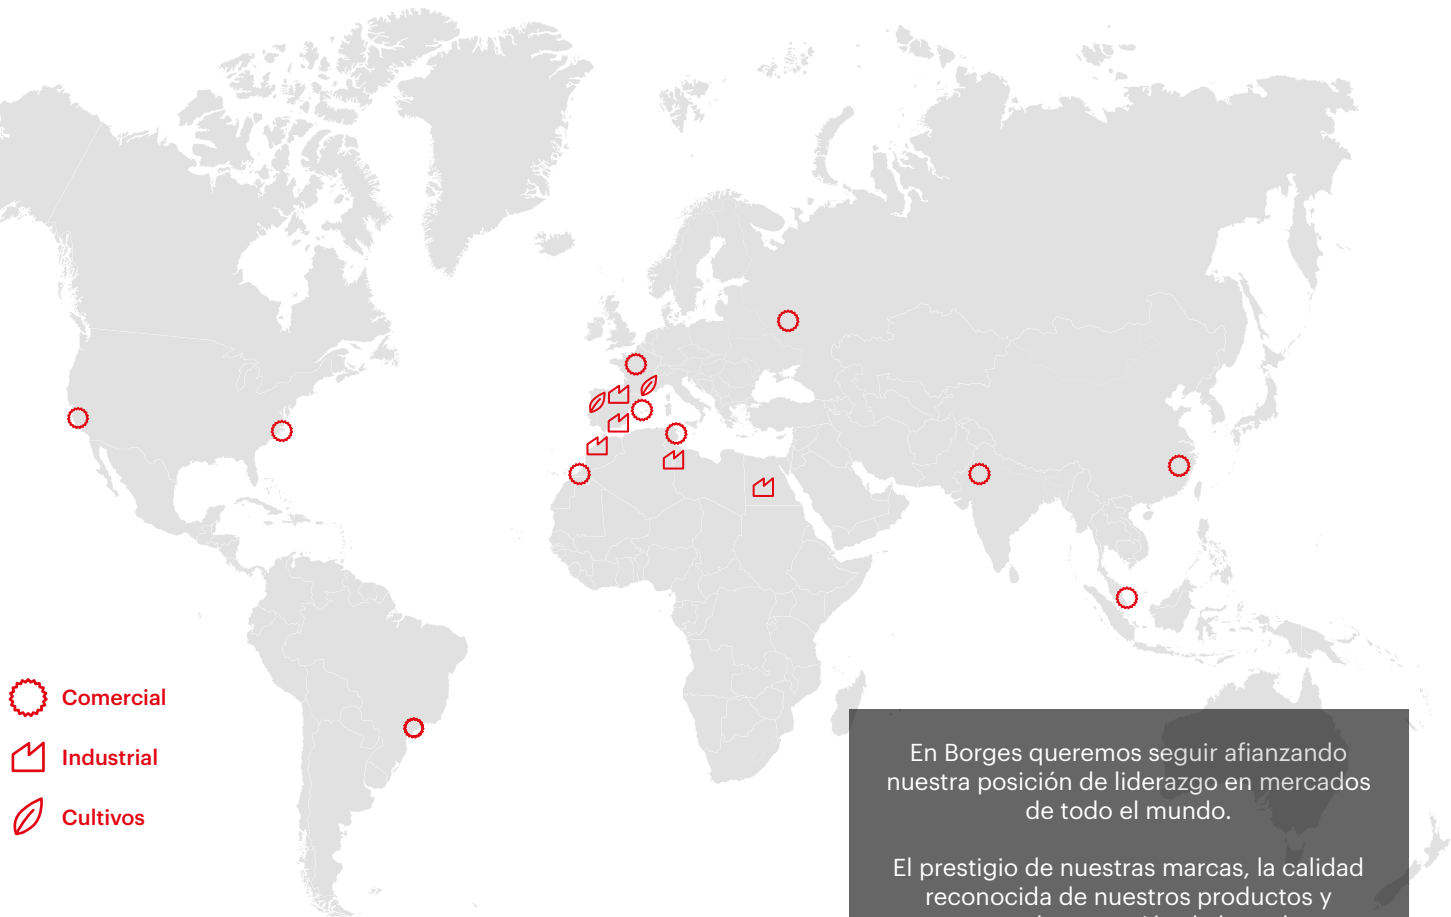 Comercial
Industrial
Cultivos
En Borges queremos seguir afianzando
nuestra posición de liderazgo en mercados
de todo el mundo.
El prestigio de nuestras marcas, la calidad
reconocida de nuestros productos y